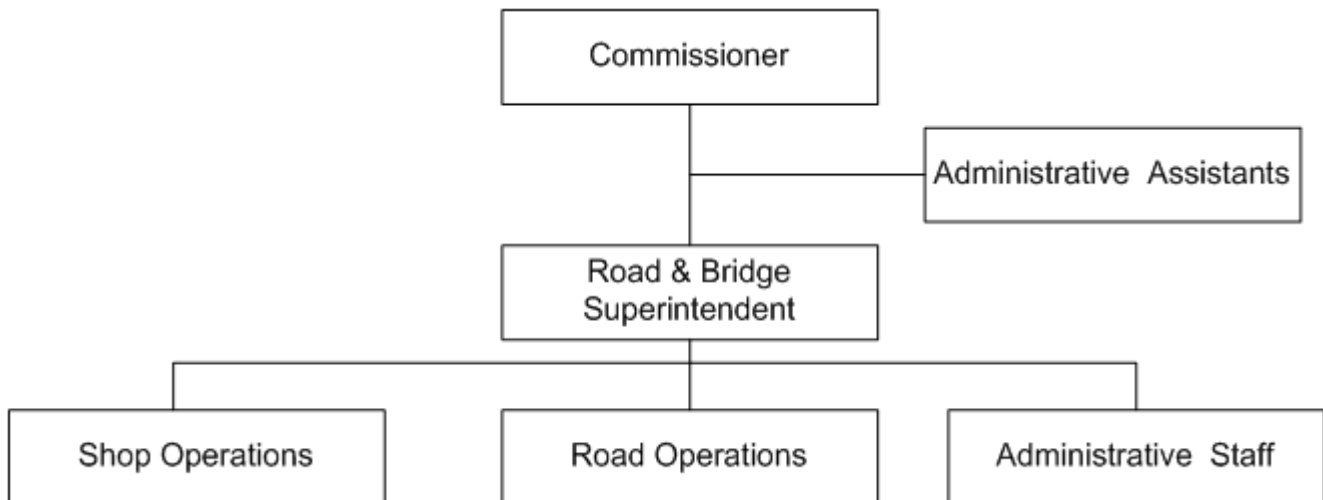 Commissioner
Administrative Assistants
Road & Bridge
Superintendent
Shop Operations
Road Operations
Administrative Staff